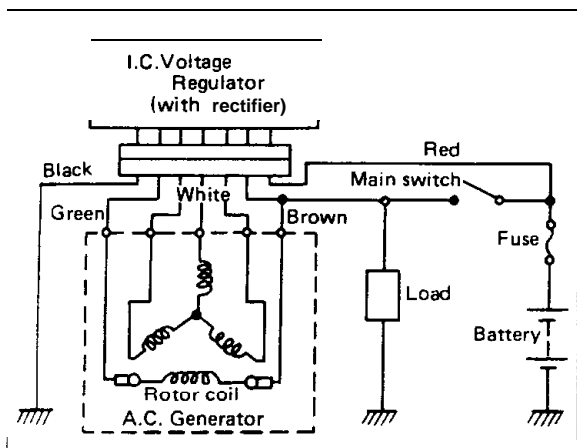 I.C.Voltage
Regulator
(with rectifier)
Red
Black
Main switch
White
Green
Brown
Fuse
Load
Battery
Rotor coil
A.C. Generator